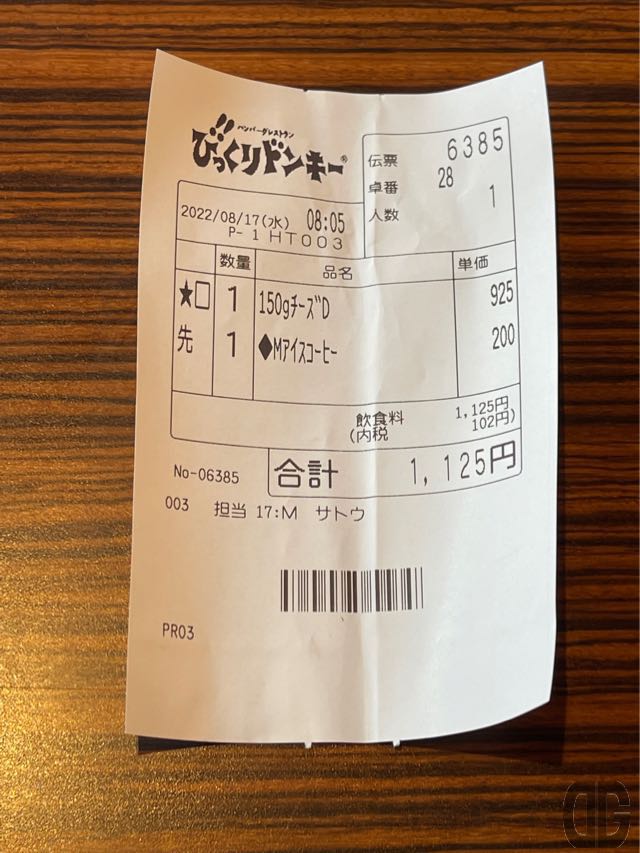 ハンバーグレストラン
びっくりドンキー®
伝票 6385
卓番 28
人数 1
2022/08/17(水) 08:05
P- 1 HT003
数量 品名 単価
★□ 1 150gチーズD 925
先 1 ◆Mアイスコーヒー 200
飲食料 1,125円
(内税 102円)
合計 1,125円
No-06385
003 担当 17:M サトウ
PR03
DG